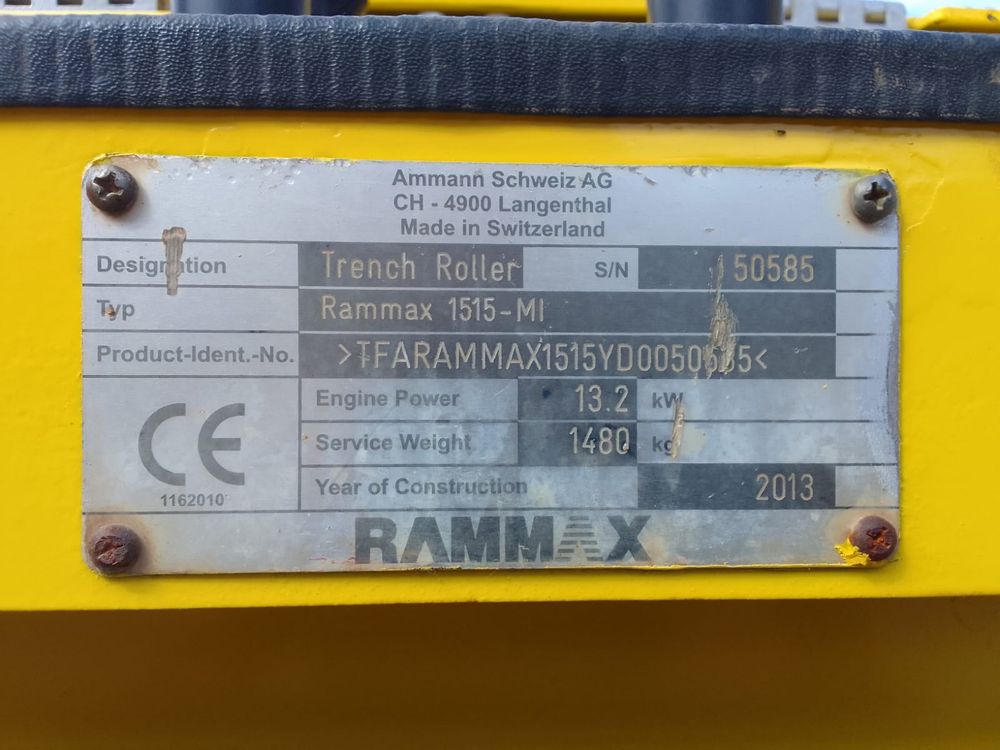 Ammann Schweiz AG
CH - 4900 Langenthal
Made in Switzerland
Designation Trench Roller S/N 50585
Typ Rammax 1515-MI
Product-Ident.-No. >TFARAMMAX1515YD0050585<
Engine Power 13.2 kW
Service Weight 1480 kg
CE
1162010
Year of Construction 2013
RAMMAX